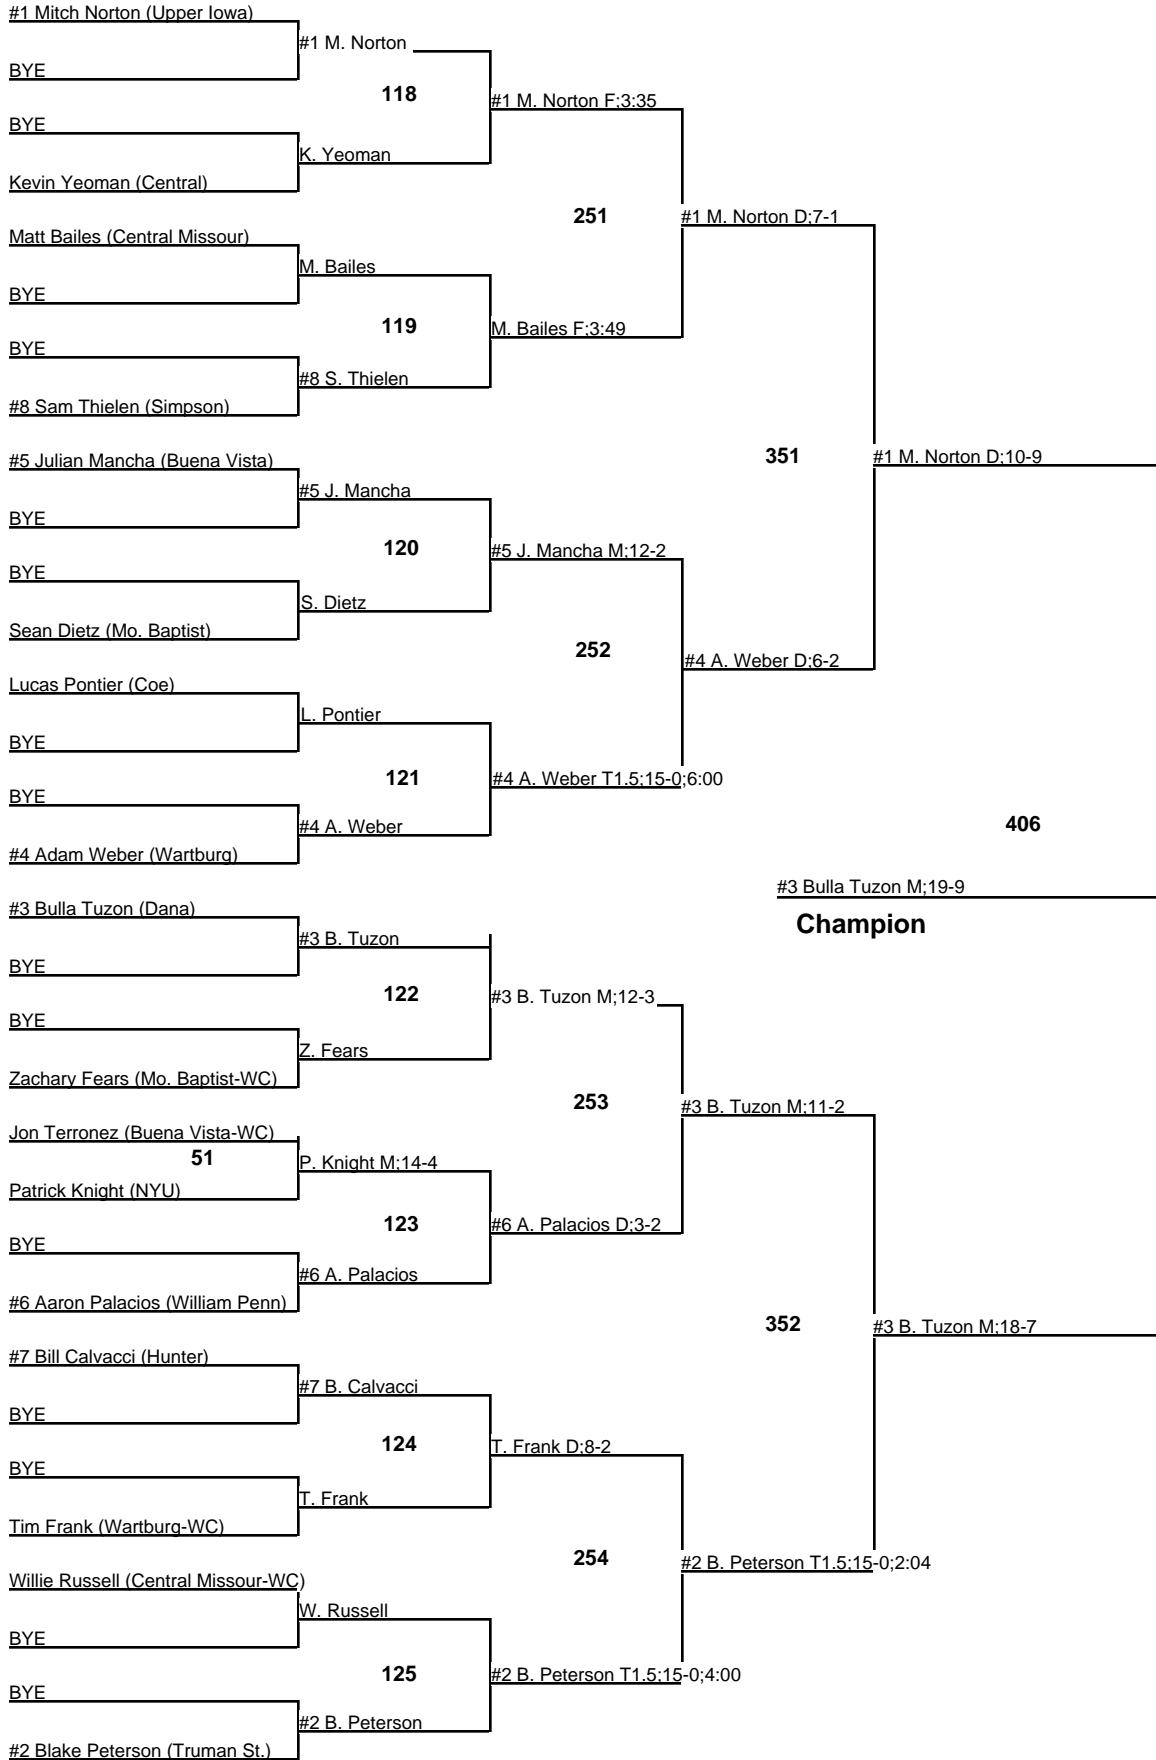 #1 Mitch Norton (Upper Iowa)
#1 M. Norton
BYE
118
#1 M. Norton F;3:35
BYE
K. Yeoman
Kevin Yeoman (Central)
251
#1 M. Norton D;7-1
Matt Bailes (Central Missour)
M. Bailes
BYE
119
M. Bailes F;3:49
BYE
#8 S. Thielen
#8 Sam Thielen (Simpson)
351
#1 M. Norton D;10-9
#5 Julian Mancha (Buena Vista)
#5 J. Mancha
BYE
120
#5 J. Mancha M;12-2
BYE
S. Dietz
Sean Dietz (Mo. Baptist)
252
#4 A. Weber D;6-2
Lucas Pontier (Coe)
L. Pontier
BYE
121
#4 A. Weber T1.5;15-0;6:00
BYE
#4 A. Weber
#4 Adam Weber (Wartburg)
406
#3 Bulla Tuzon M;19-9
Champion
#3 Bulla Tuzon (Dana)
#3 B. Tuzon
BYE
122
#3 B. Tuzon M;12-3
BYE
Z. Fears
Zachary Fears (Mo. Baptist-WC)
253
#3 B. Tuzon M;11-2
Jon Terronez (Buena Vista-WC)
51
P. Knight M;14-4
Patrick Knight (NYU)
123
#6 A. Palacios D;3-2
BYE
#6 A. Palacios
#6 Aaron Palacios (William Penn)
352
#3 B. Tuzon M;18-7
#7 Bill Calvacci (Hunter)
#7 B. Calvacci
BYE
124
T. Frank D;8-2
BYE
T. Frank
Tim Frank (Wartburg-WC)
254
#2 B. Peterson T1.5;15-0;2:04
Willie Russell (Central Missour-WC)
W. Russell
BYE
125
#2 B. Peterson T1.5;15-0;4:00
BYE
#2 B. Peterson
#2 Blake Peterson (Truman St.)